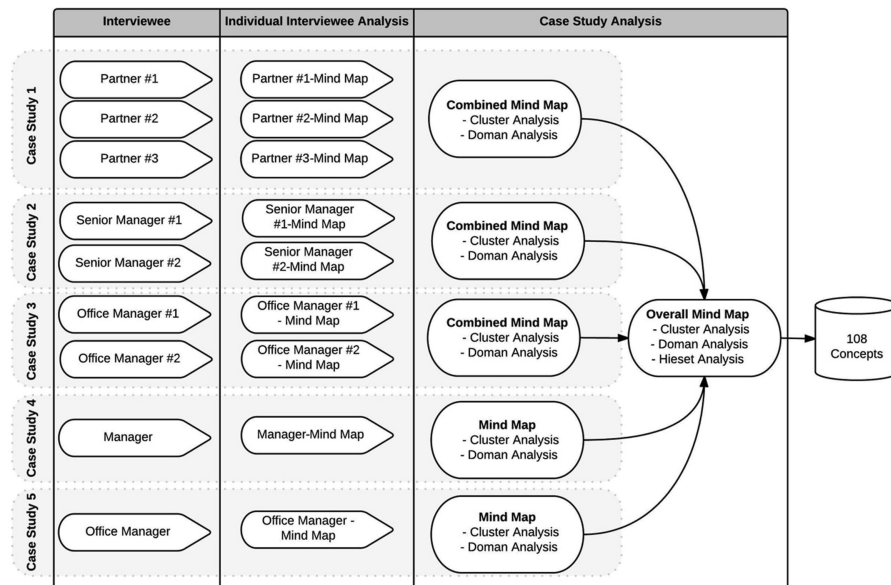 Interviewee
Individual Interviewee Analysis
Case Study Analysis
Case Study 1
Partner #1
Partner #2
Partner #3
Partner #1-Mind Map
Partner #2-Mind Map
Partner #3-Mind Map
Combined Mind Map
- Cluster Analysis
- Doman Analysis
Case Study 2
Senior Manager #1
Senior Manager #2
Senior Manager
#1-Mind Map
Senior Manager
#2-Mind Map
Combined Mind Map
- Cluster Analysis
- Doman Analysis
Case Study 3
Office Manager #1
Office Manager #2
Office Manager #1
- Mind Map
Office Manager #2
- Mind Map
Combined Mind Map
- Cluster Analysis
- Doman Analysis
Overall Mind Map
- Cluster Analysis
- Doman Analysis
- Hieset Analysis
108
Concepts
Case Study 4
Manager
Manager-Mind Map
Mind Map
- Cluster Analysis
- Doman Analysis
Case Study 5
Office Manager
Office Manager -
Mind Map
Mind Map
- Cluster Analysis
- Doman Analysis